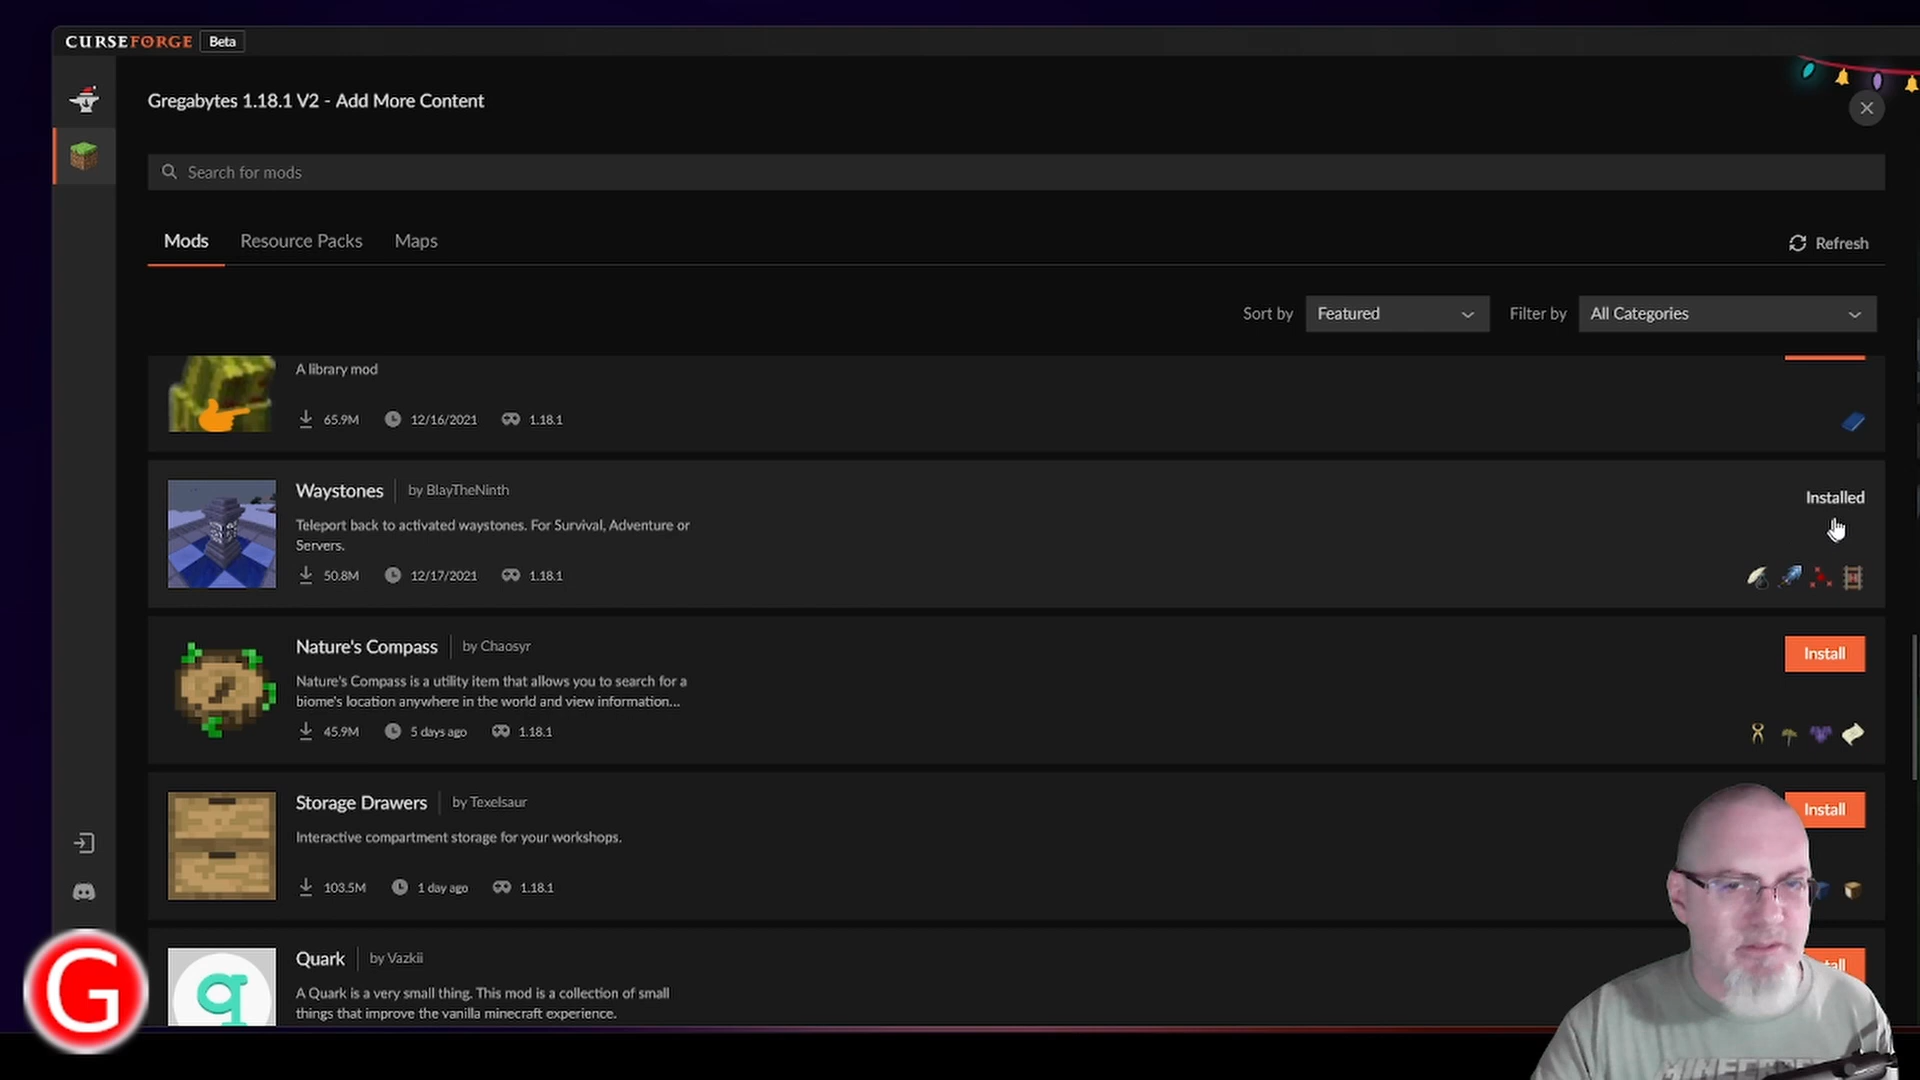 CURSEFORGE Beta
Gregabytes 1.18.1 V2 - Add More Content
Search for mods
Mods Resource Packs Maps
Refresh
Sort by Featured Filter by All Categories
A library mod
65.9M 12/16/2021 1.18.1
Waystones by BlayTheNinth
Installed
Teleport back to activated waystones. For Survival, Adventure or
Servers.
50.8M 12/17/2021 1.18.1
Nature's Compass by Chaosyr
Install
Nature's Compass is a utility item that allows you to search for a
biome's location anywhere in the world and view information...
45.9M 5 days ago 1.18.1
Storage Drawers by Texelsaur
Install
Interactive compartment storage for your workshops.
103.5M 1 day ago 1.18.1
Quark by Vazkii
A Quark is a very small thing. This mod is a collection of small
things that improve the vanilla minecraft experience.
q
G